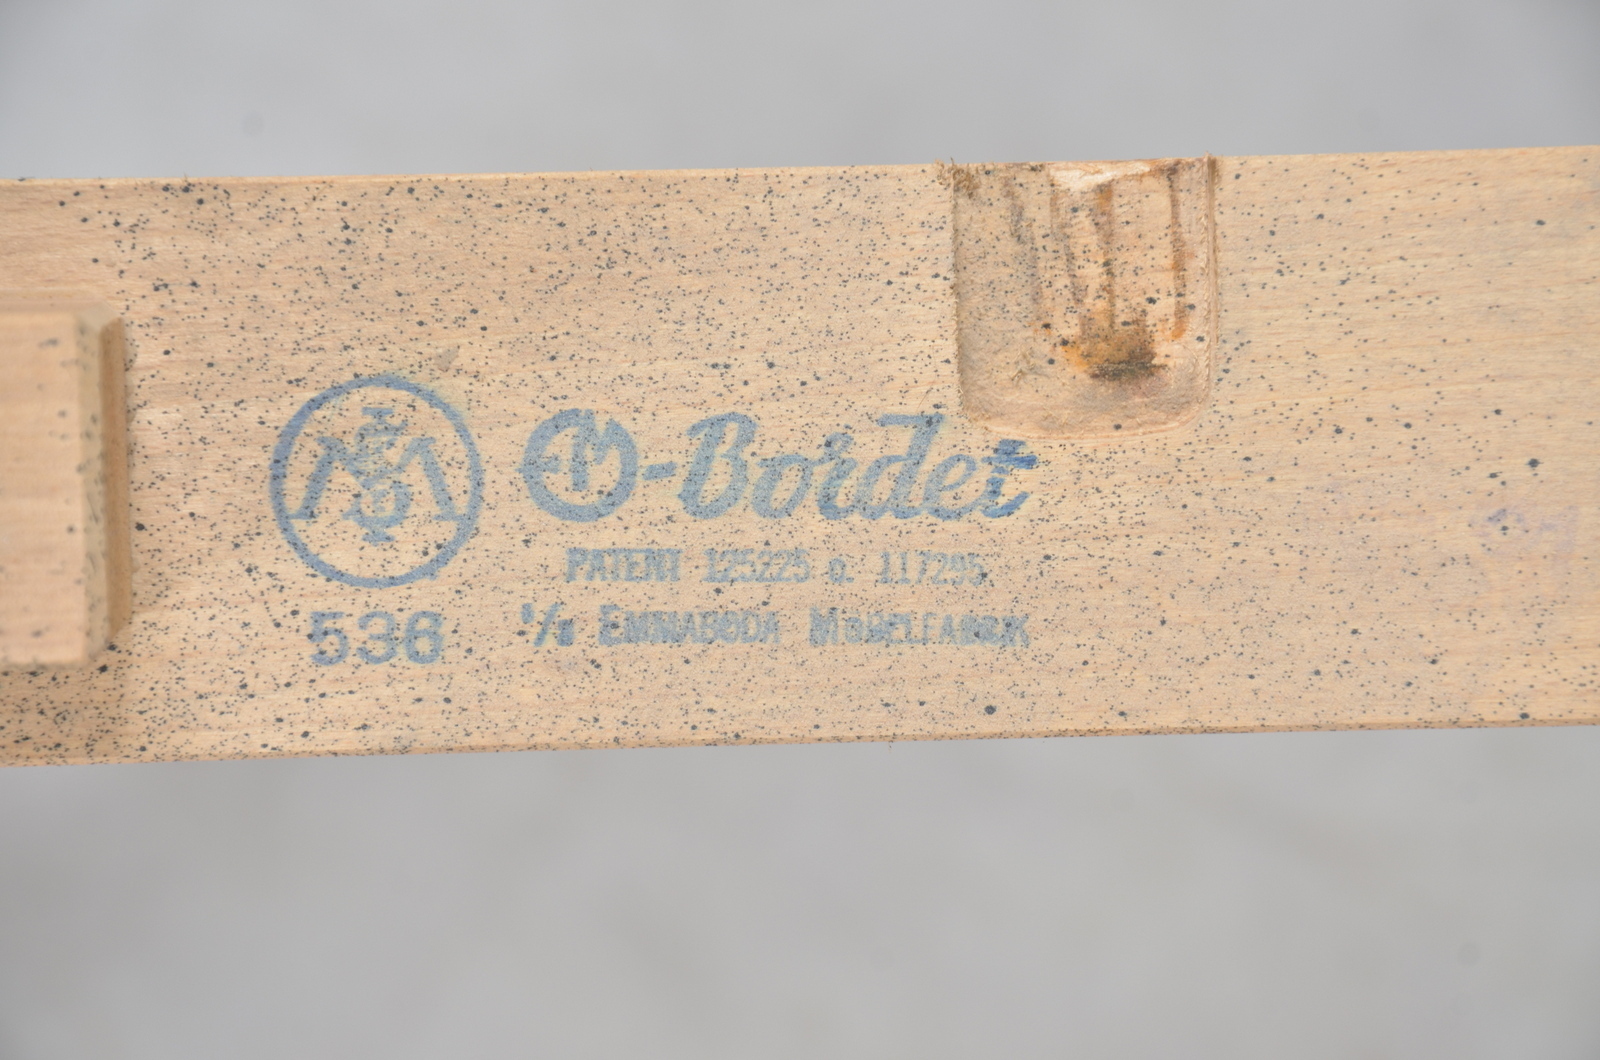 EM-Bordet
PATENT 125225 o. 117295
A/B EMMABODA MÖBELFABRIK
536